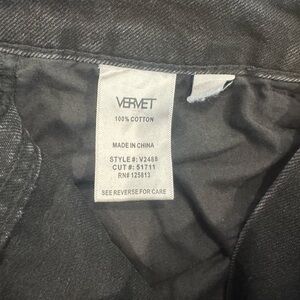 VERVET
100% COTTON
MADE IN CHINA
STYLE #: V2488
CUT #: 51711
RN# 125813
SEE REVERSE FOR CARE